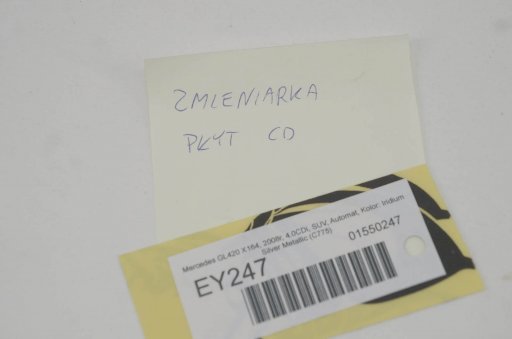 ZMIENIARKA
PŁYT CD
Mercedes GL420 X164, 2008r, 4.0CDI, SUV, Automat, Kolor: Iridium
Silver Metallic (C775)
EY247
01550247